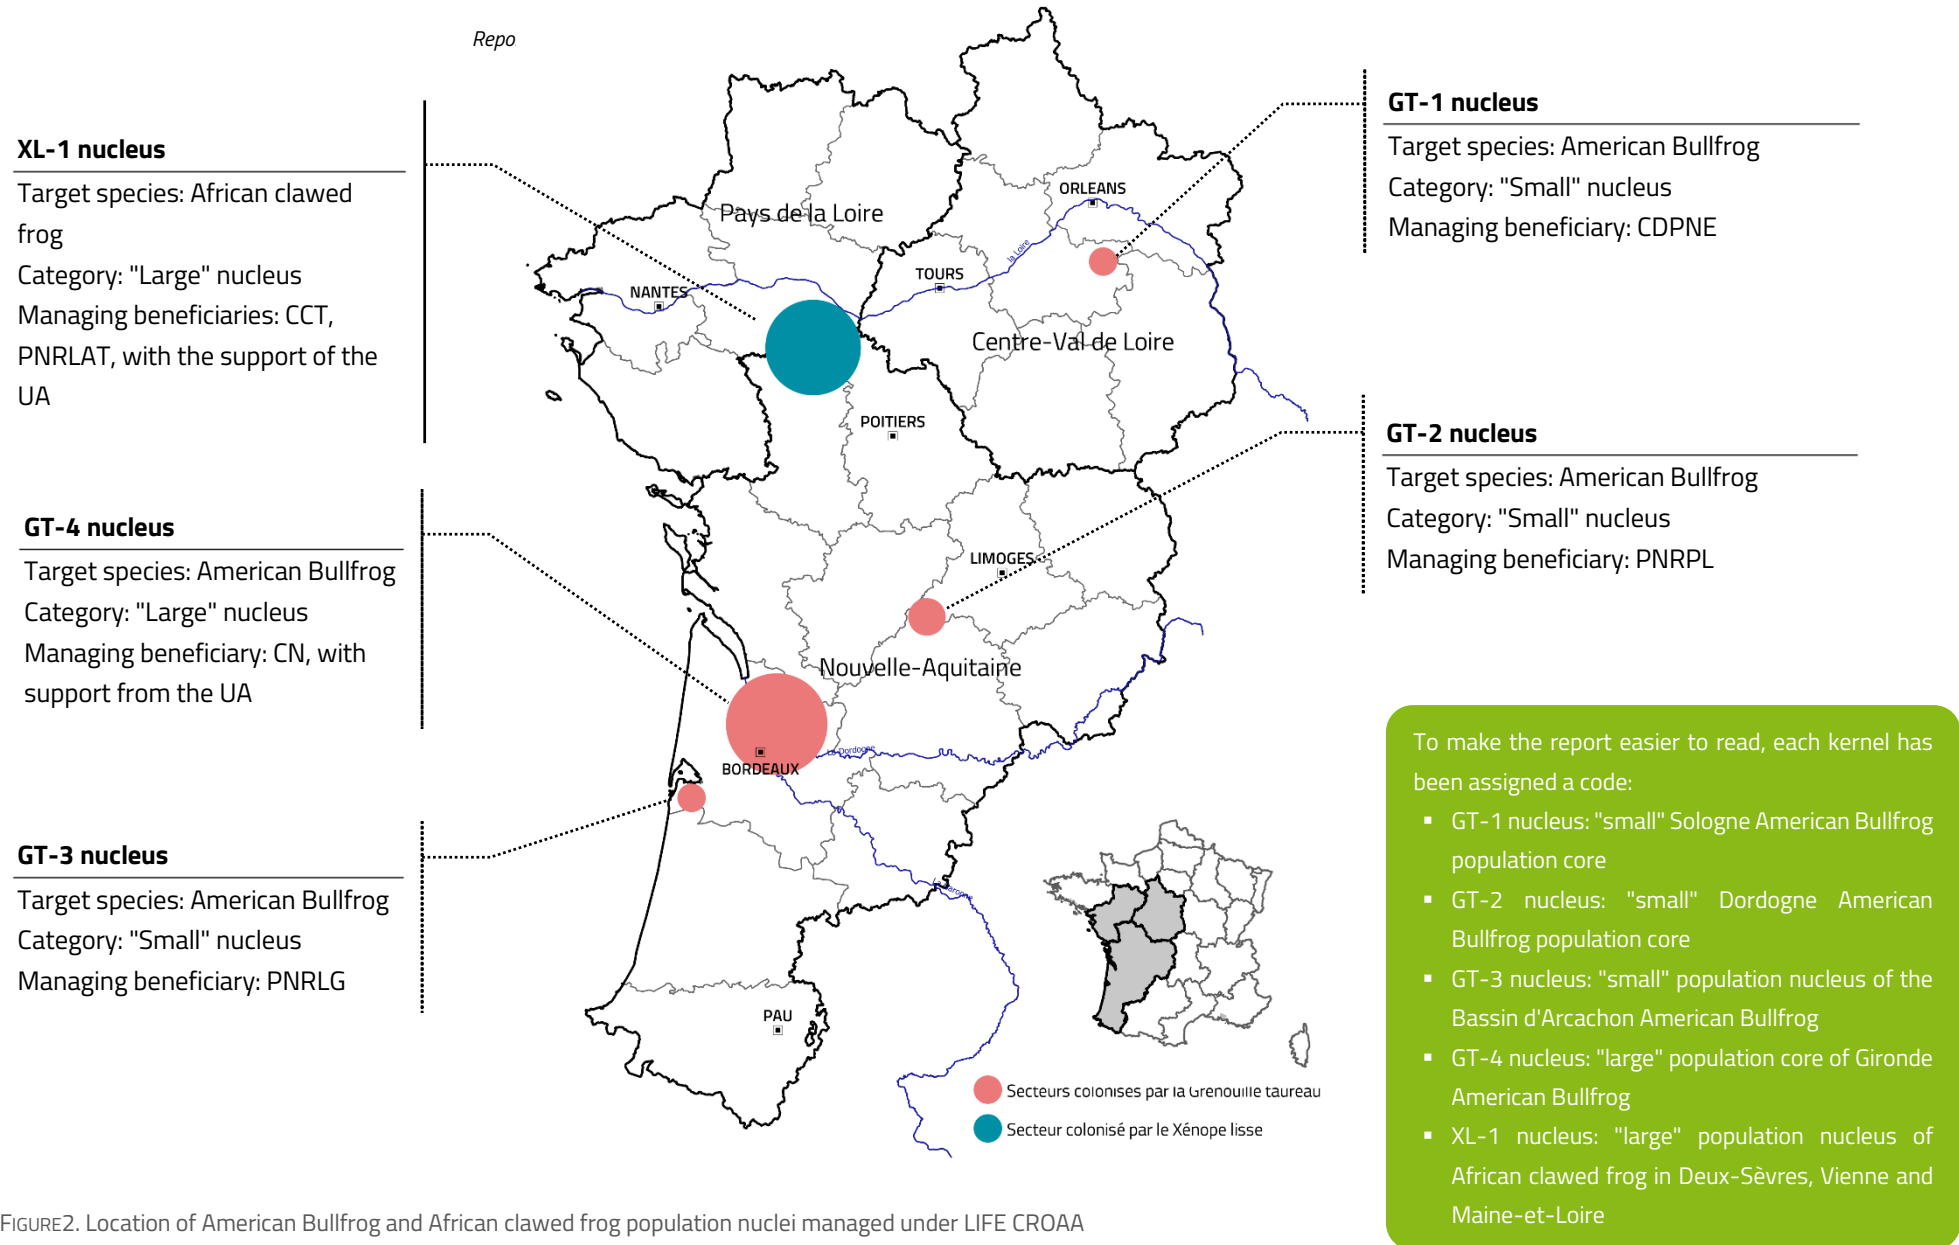 Repo
XL-1 nucleus
Target species: African clawed
frog
Category: "Large" nucleus
Managing beneficiaries: CCT,
PNRLAT, with the support of the
UA
GT-4 nucleus
Target species: American Bullfrog
Category: "Large" nucleus
Managing beneficiary: CN, with
support from the UA
GT-3 nucleus
Target species: American Bullfrog
Category: "Small" nucleus
Managing beneficiary: PNRLG
Pays de la Loire
ORLEANS
la Loire
TOURS
NANTES
Centre-Val de Loire
POITIERS
LIMOGES
Nouvelle-Aquitaine
La Dordogne
BORDEAUX
La Garonne
PAU
Secteurs colonisés par la Grenouille taureau
Secteur colonisé par le Xénope lisse
GT-1 nucleus
Target species: American Bullfrog
Category: "Small" nucleus
Managing beneficiary: CDPNE
GT-2 nucleus
Target species: American Bullfrog
Category: "Small" nucleus
Managing beneficiary: PNRPL
To make the report easier to read, each kernel has
been assigned a code:
▪ GT-1 nucleus: "small" Sologne American Bullfrog
population core
▪ GT-2 nucleus: "small" Dordogne American
Bullfrog population core
▪ GT-3 nucleus: "small" population nucleus of the
Bassin d'Arcachon American Bullfrog
▪ GT-4 nucleus: "large" population core of Gironde
American Bullfrog
▪ XL-1 nucleus: "large" population nucleus of
African clawed frog in Deux-Sèvres, Vienne and
Maine-et-Loire
FIGURE2. Location of American Bullfrog and African clawed frog population nuclei managed under LIFE CROAA